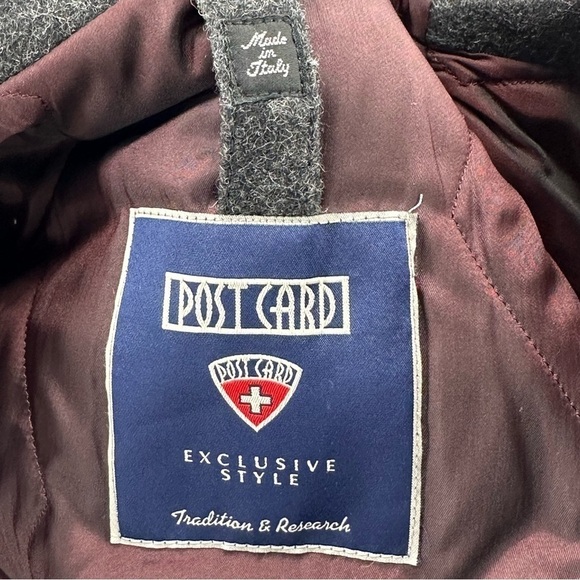 Made
in
Italy
POST CARD
POST CARD
EXCLUSIVE
STYLE
Tradition & Research